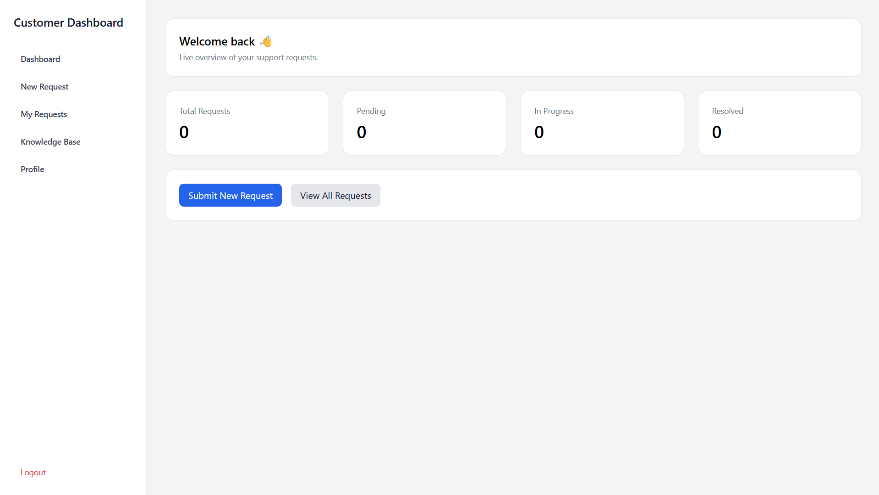 Customer Dashboard
Dashboard
New Request
My Requests
Knowledge Base
Profile
Logout
Welcome back 👋
Live overview of your support requests.
Total Requests
0
Pending
0
In Progress
0
Resolved
0
Submit New Request
View All Requests